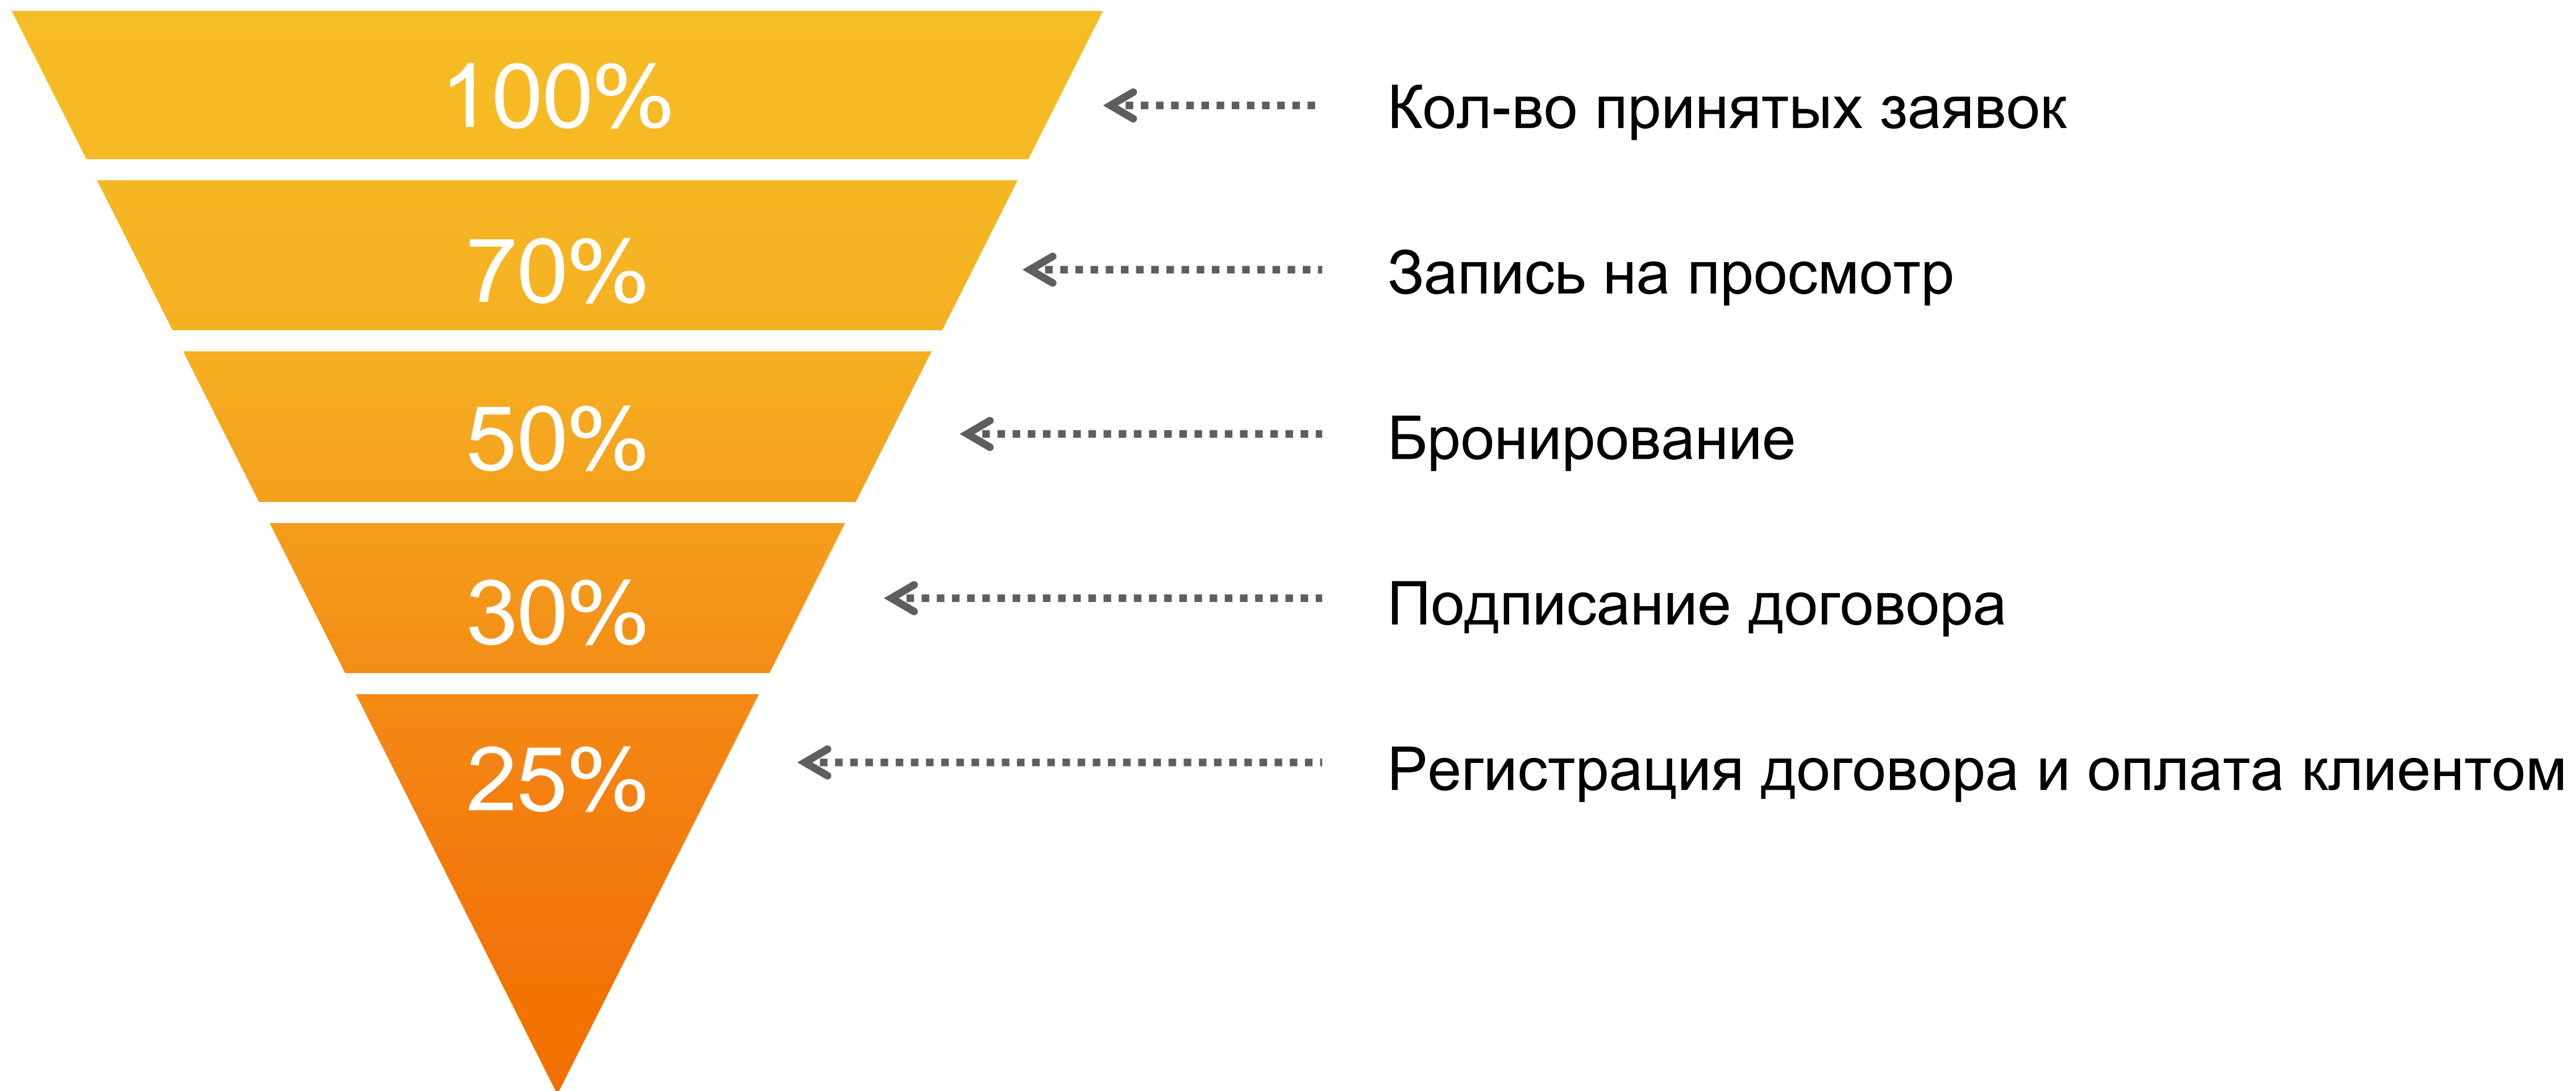 100%
Кол-во принятых заявок
70%
Запись на просмотр
50%
Бронирование
30%
Подписание договора
25%
Регистрация договора и оплата клиентом